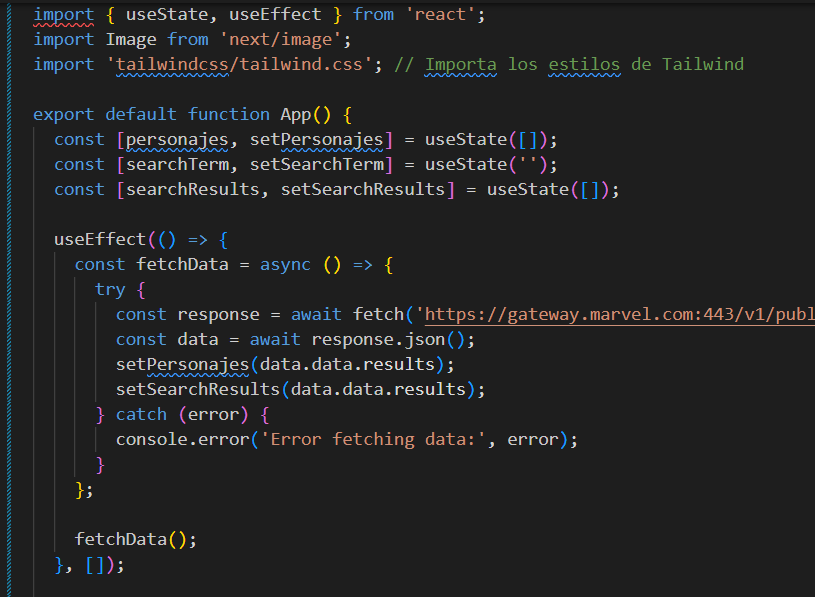 import { useState, useEffect } from 'react';
import Image from 'next/image';
import 'tailwindcss/tailwind.css'; // Importa los estilos de Tailwind
export default function App() {
const [personajes, setPersonajes] = useState([]);
const [searchTerm, setSearchTerm] = useState('');
const [searchResults, setSearchResults] = useState([]);
useEffect(() => {
const fetchData = async () => {
try {
const response = await fetch('https://gateway.marvel.com:443/v1/publ
const data = await response.json();
setPersonajes(data.data.results);
setSearchResults(data.data.results);
} catch (error) {
console.error('Error fetching data:', error);
}
};
fetchData();
}, []);